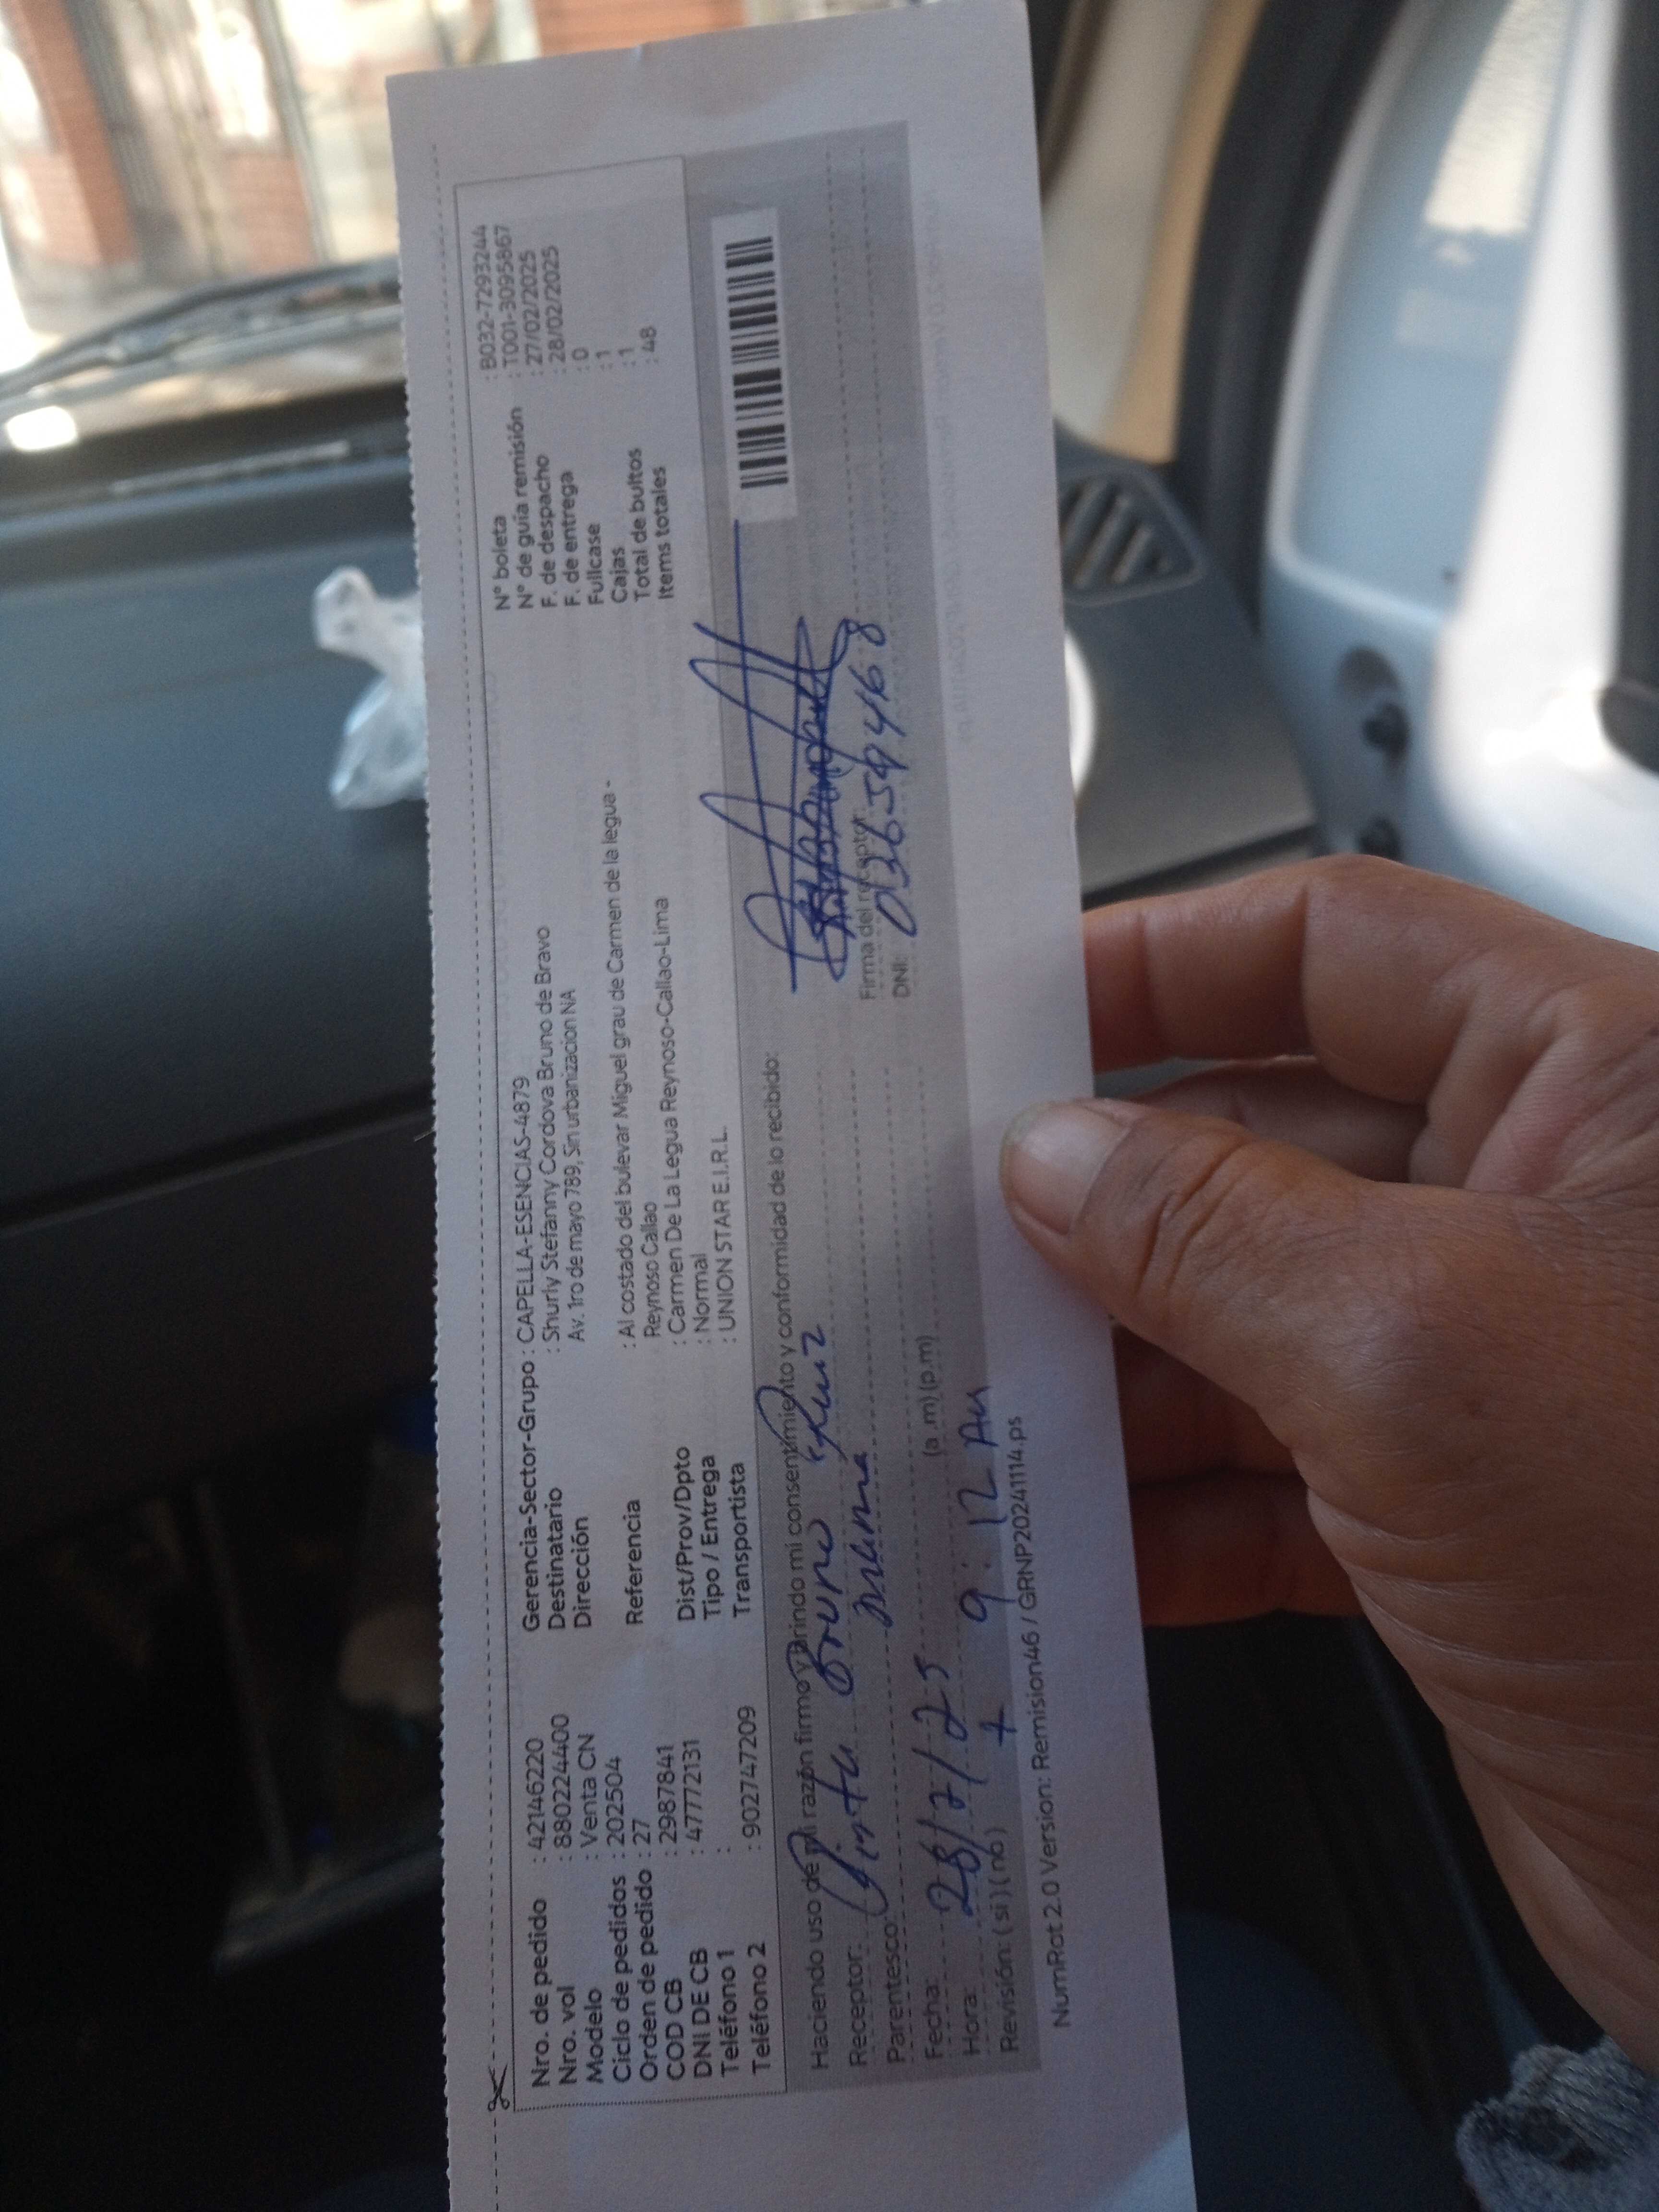 Nro. de pedido : 42146220
Nro. vol : 8802244400
Modelo : Venta CN
Ciclo de pedidos : 202504
Orden de pedido : 27
COD CB : 2987841
DNI DE CB : 47772131
Teléfono 1 :
Teléfono 2 : 902747209
Gerencia-Sector-Grupo : CAPELLA-ESENCIAS-4879
Destinatario : Shurly Stefanny Cordova Bruno de Bravo
Dirección Av. 1ro de mayo 789, Sin urbanizacion NA
Referencia : Al costado del bulevar Miguel grau de Carmen de la legua -
Reynoso Callao
Dist/Prov/Dpto : Carmen De La Legua Reynoso-Callao-Lima
Tipo / Entrega : Normal
Transportista : UNION STAR E.I.R.L.
N° boleta : B032-7293244
N° de guía remisión : T001-3095867
F. de despacho : 27/02/2025
F. de entrega : 28/02/2025
Fullcase : 0
Cajas : 1
Total de bultos : 1
Items totales : 48
Haciendo uso de mi razón firmo y brindo mi consentimiento y conformidad de lo recibido:
Receptor: Bruno
Parentesco: mama
Fecha: 28/2/25
Hora: 9:12 AM (a.m) (p.m)
Revisión: (si) (no)
Firma del receptor:
DNI:
NumRot 2.0 Version: Remision46 / GRNP20241114.ps